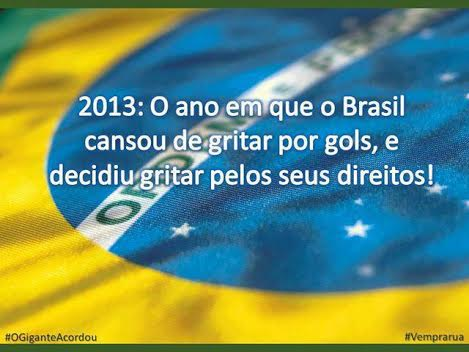 2013: O ano em que o Brasil
cansou de gritar por gols, e
decidiu gritar pelos seus direitos!
#OGiganteAcordou
#Vemprarua